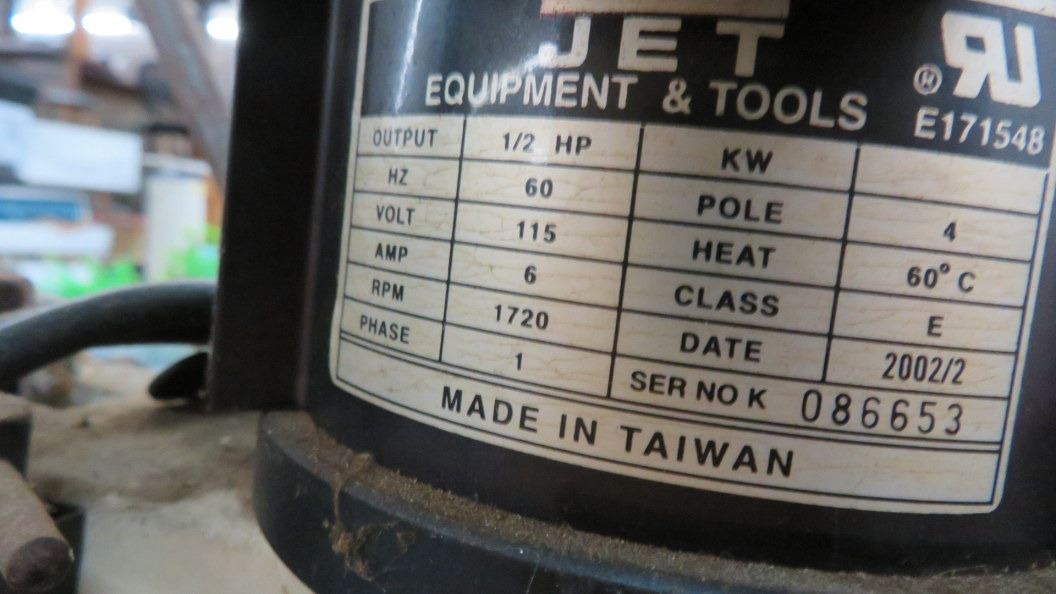 JET
EQUIPMENT & TOOLS
® RU
E171548
OUTPUT 1/2 HP KW
HZ 60 POLE 4
VOLT 115 HEAT 60°C
AMP 6 CLASS E
RPM 1720 DATE 2002/2
PHASE 1 SER NO K 086653
MADE IN TAIWAN